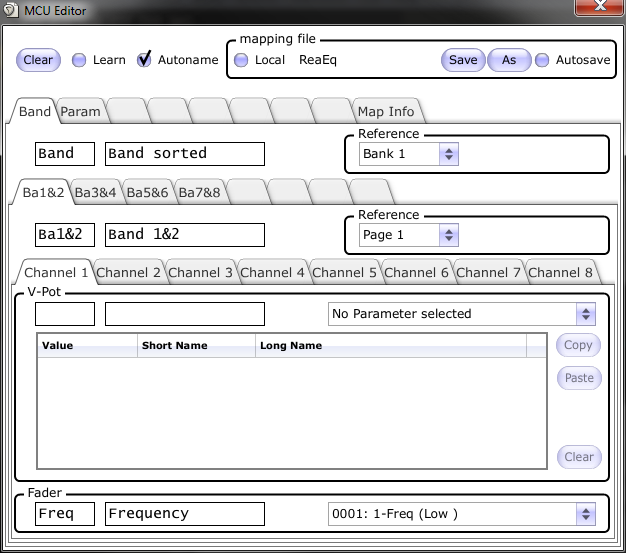 MCU Editor
mapping file
Clear Learn Autoname Local ReaEq Save As Autosave
Band Param Map Info
Reference
Band Band sorted Bank 1
Ba1&2 Ba3&4 Ba5&6 Ba7&8
Reference
Ba1&2 Band 1&2 Page 1
Channel 1 Channel 2 Channel 3 Channel 4 Channel 5 Channel 6 Channel 7 Channel 8
V-Pot
No Parameter selected
Value Short Name Long Name Copy
Paste
Clear
Fader
Freq Frequency 0001: 1-Freq (Low )